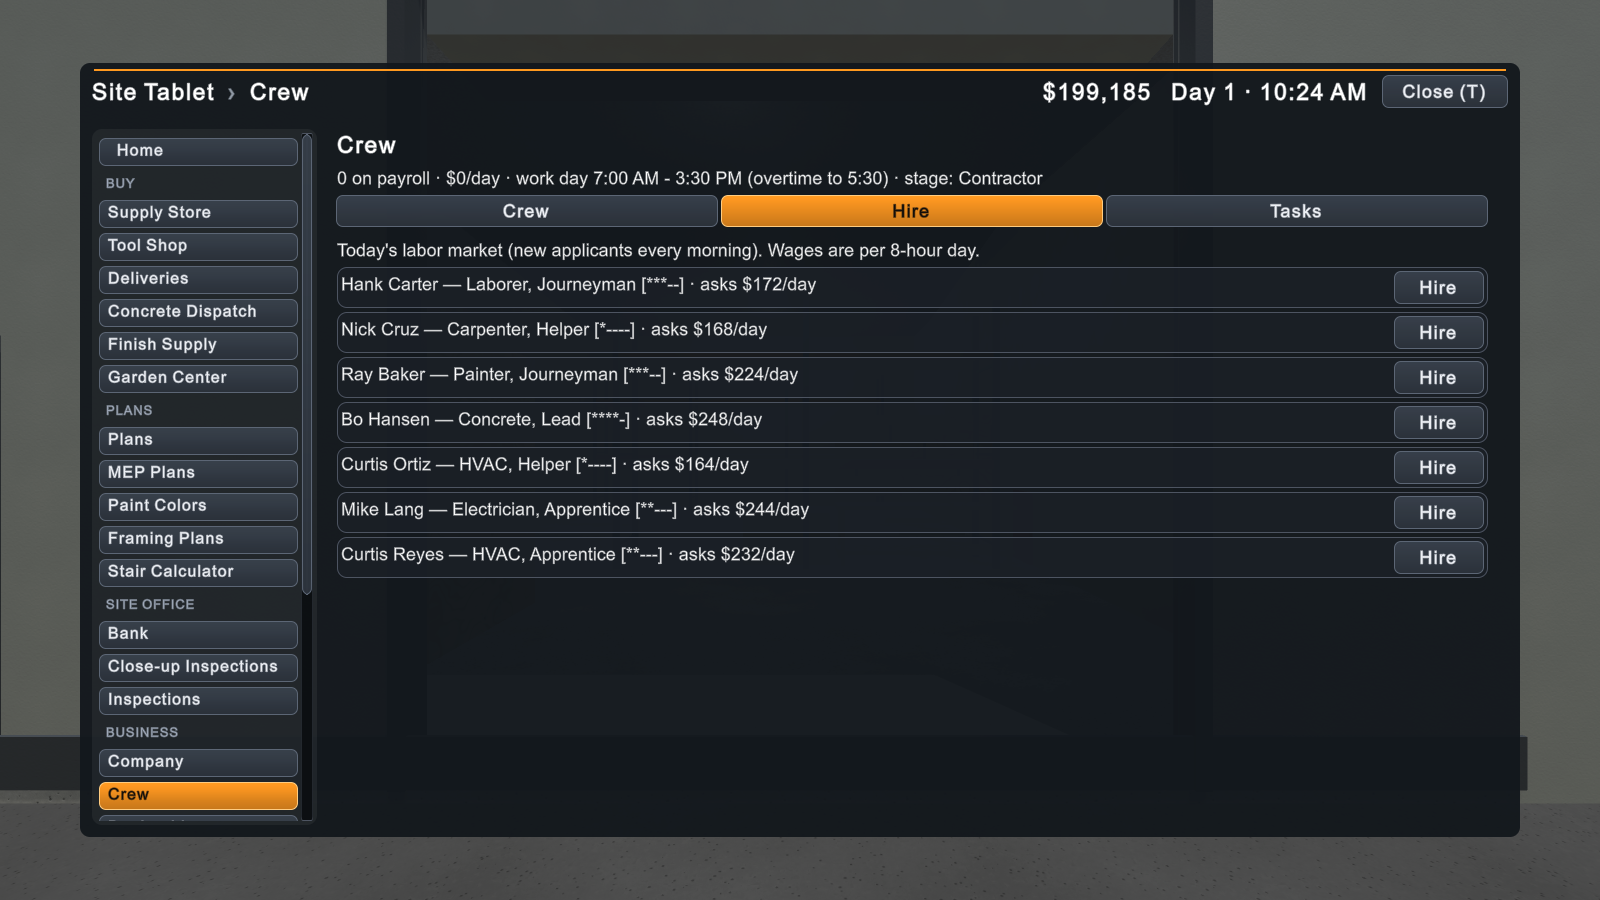 Site Tablet › Crew
$199,185 Day 1 · 10:24 AM
Close (T)
Home
BUY
Supply Store
Tool Shop
Deliveries
Concrete Dispatch
Finish Supply
Garden Center
PLANS
Plans
MEP Plans
Paint Colors
Framing Plans
Stair Calculator
SITE OFFICE
Bank
Close-up Inspections
Inspections
BUSINESS
Company
Crew
Crew
0 on payroll · $0/day · work day 7:00 AM - 3:30 PM (overtime to 5:30) · stage: Contractor
Crew
Hire
Tasks
Today's labor market (new applicants every morning). Wages are per 8-hour day.
Hank Carter — Laborer, Journeyman [***--] · asks $172/day
Hire
Nick Cruz — Carpenter, Helper [*----] · asks $168/day
Hire
Ray Baker — Painter, Journeyman [***--] · asks $224/day
Hire
Bo Hansen — Concrete, Lead [****-] · asks $248/day
Hire
Curtis Ortiz — HVAC, Helper [*----] · asks $164/day
Hire
Mike Lang — Electrician, Apprentice [**---] · asks $244/day
Hire
Curtis Reyes — HVAC, Apprentice [**---] · asks $232/day
Hire